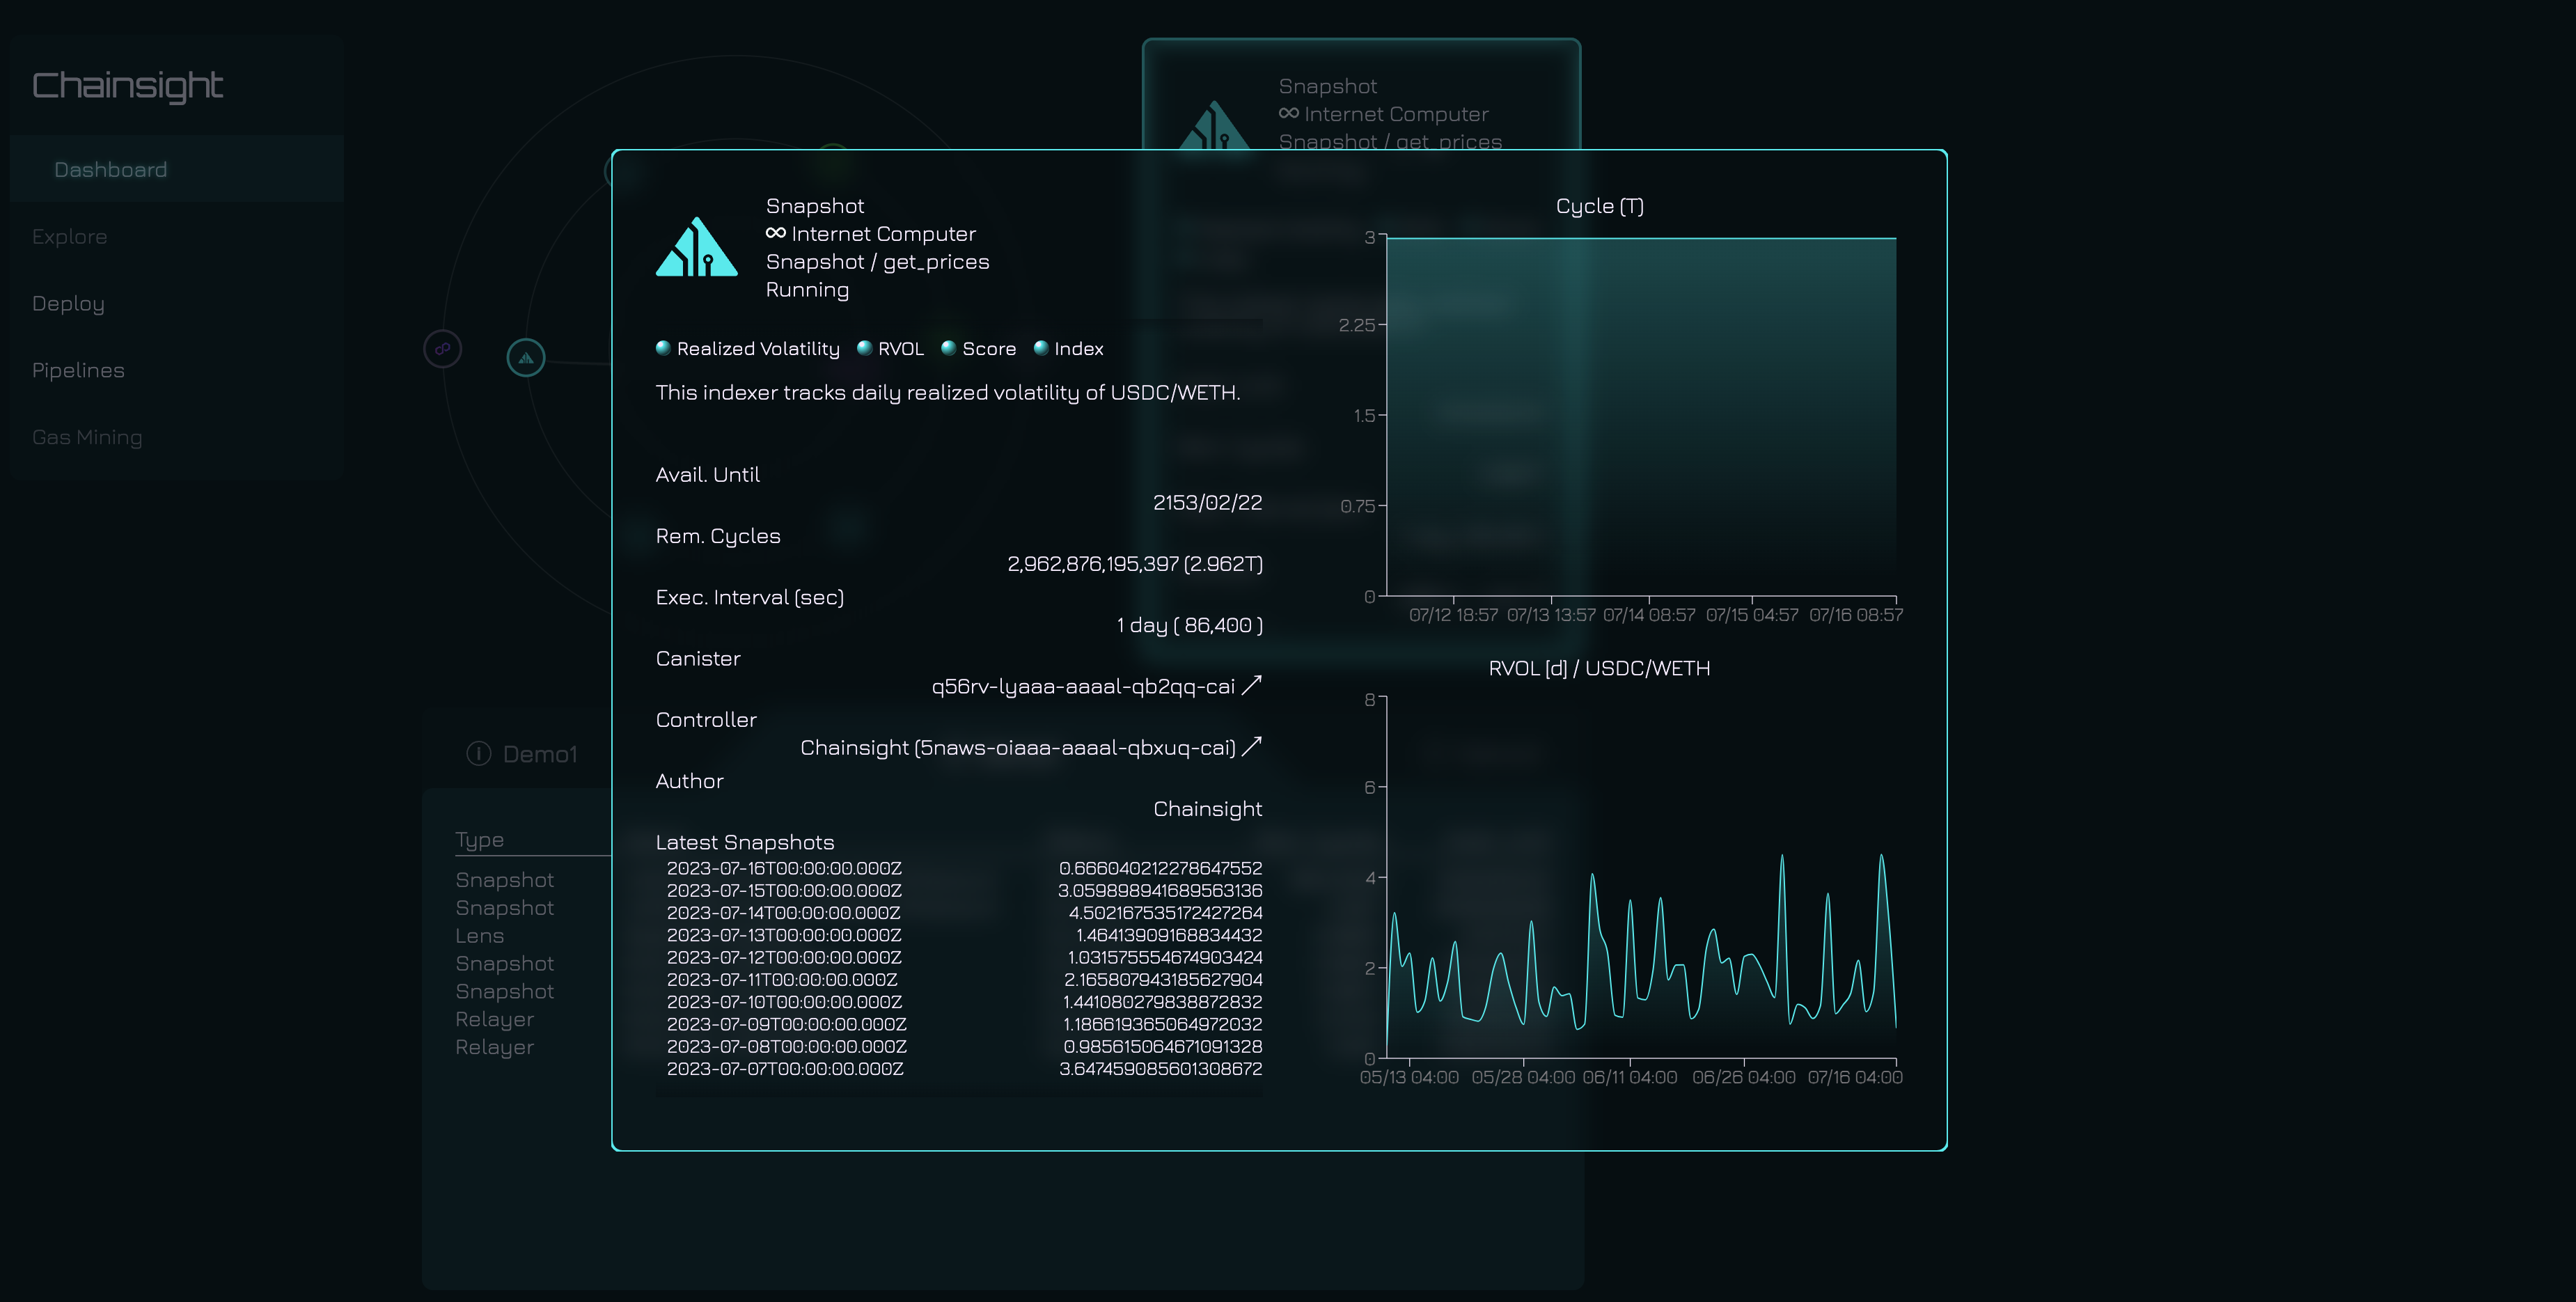 Chainsight
Dashboard
Explore
Deploy
Pipelines
Gas Mining
Snapshot
Internet Computer
Snapshot / get_prices
Snapshot
Internet Computer
Snapshot / get_prices
Running
Realized Volatility RVOL Score Index
This indexer tracks daily realized volatility of USDC/WETH.
Avail. Until
2153/02/22
Rem. Cycles
2,962,876,195,397 (2.962T)
Exec. Interval (sec)
1 day ( 86,400 )
Canister
q56rv-lyaaa-aaaal-qb2qq-cai
Controller
Chainsight (5naws-oiaaa-aaaal-qbxuq-cai)
Author
Chainsight
Latest Snapshots
2023-07-16T00:00:00.000Z 0.666040212278647552
2023-07-15T00:00:00.000Z 3.059898941689563136
2023-07-14T00:00:00.000Z 4.502167535172427264
2023-07-13T00:00:00.000Z 1.46413909168834432
2023-07-12T00:00:00.000Z 1.031575554674903424
2023-07-11T00:00:00.000Z 2.165807943185627904
2023-07-10T00:00:00.000Z 1.441080279838872832
2023-07-09T00:00:00.000Z 1.186619365064972032
2023-07-08T00:00:00.000Z 0.985615064671091328
2023-07-07T00:00:00.000Z 3.647459085601308672
Cycle (T)
3
2.25
1.5
0.75
0
07/12 18:57 07/13 13:57 07/14 08:57 07/15 04:57 07/16 08:57
RVOL [d] / USDC/WETH
8
6
4
2
0
05/13 04:00 05/28 04:00 06/11 04:00 06/26 04:00 07/16 04:00
Demo1
Type
Snapshot
Snapshot
Lens
Snapshot
Snapshot
Relayer
Relayer